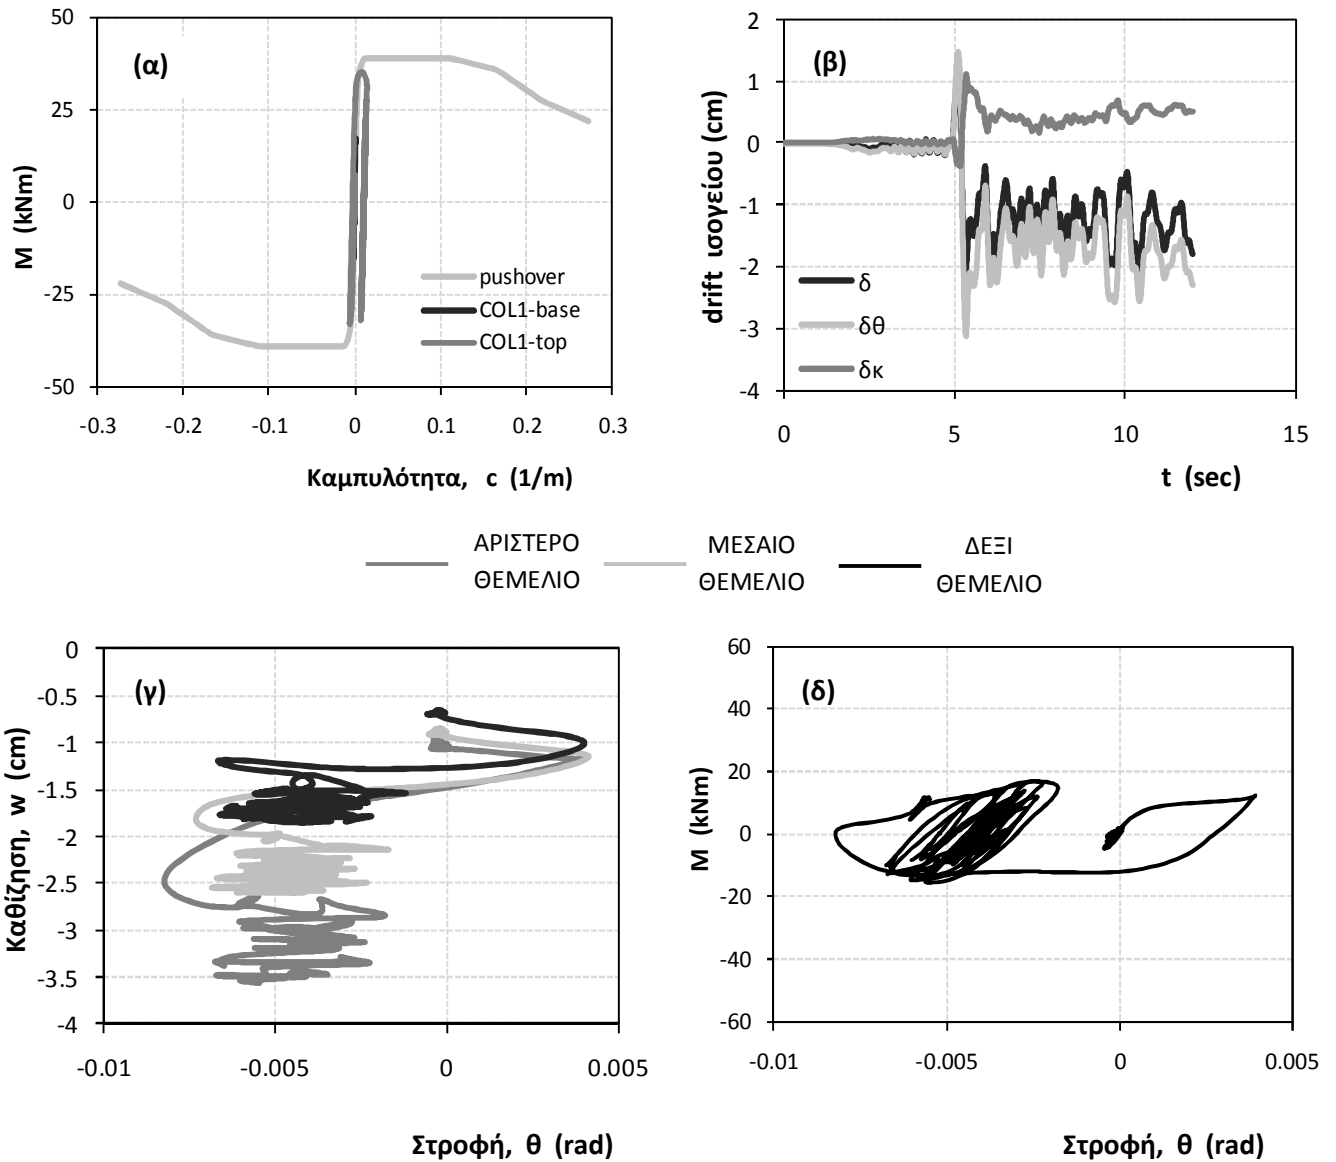 50
25
0
-25
-50
M (kNm)
(α)
pushover
COL1-base
COL1-top
-0.3
-0.2
-0.1
0
0.1
0.2
0.3
Καμπυλότητα, c (1/m)
2
1
0
-1
-2
-3
-4
drift ισογείου (cm)
(β)
δ
δθ
δκ
0
5
10
15
t (sec)
ΑΡΙΣΤΕΡΟ
ΘΕΜΕΛΙΟ
ΜΕΣΑΙΟ
ΘΕΜΕΛΙΟ
ΔΕΞΙ
ΘΕΜΕΛΙΟ
0
-0.5
-1
-1.5
-2
-2.5
-3
-3.5
-4
Καθίζηση, w (cm)
(γ)
-0.01
-0.005
0
0.005
Στροφή, θ (rad)
60
40
20
0
-20
-40
-60
M (kNm)
(δ)
-0.01
-0.005
0
0.005
Στροφή, θ (rad)